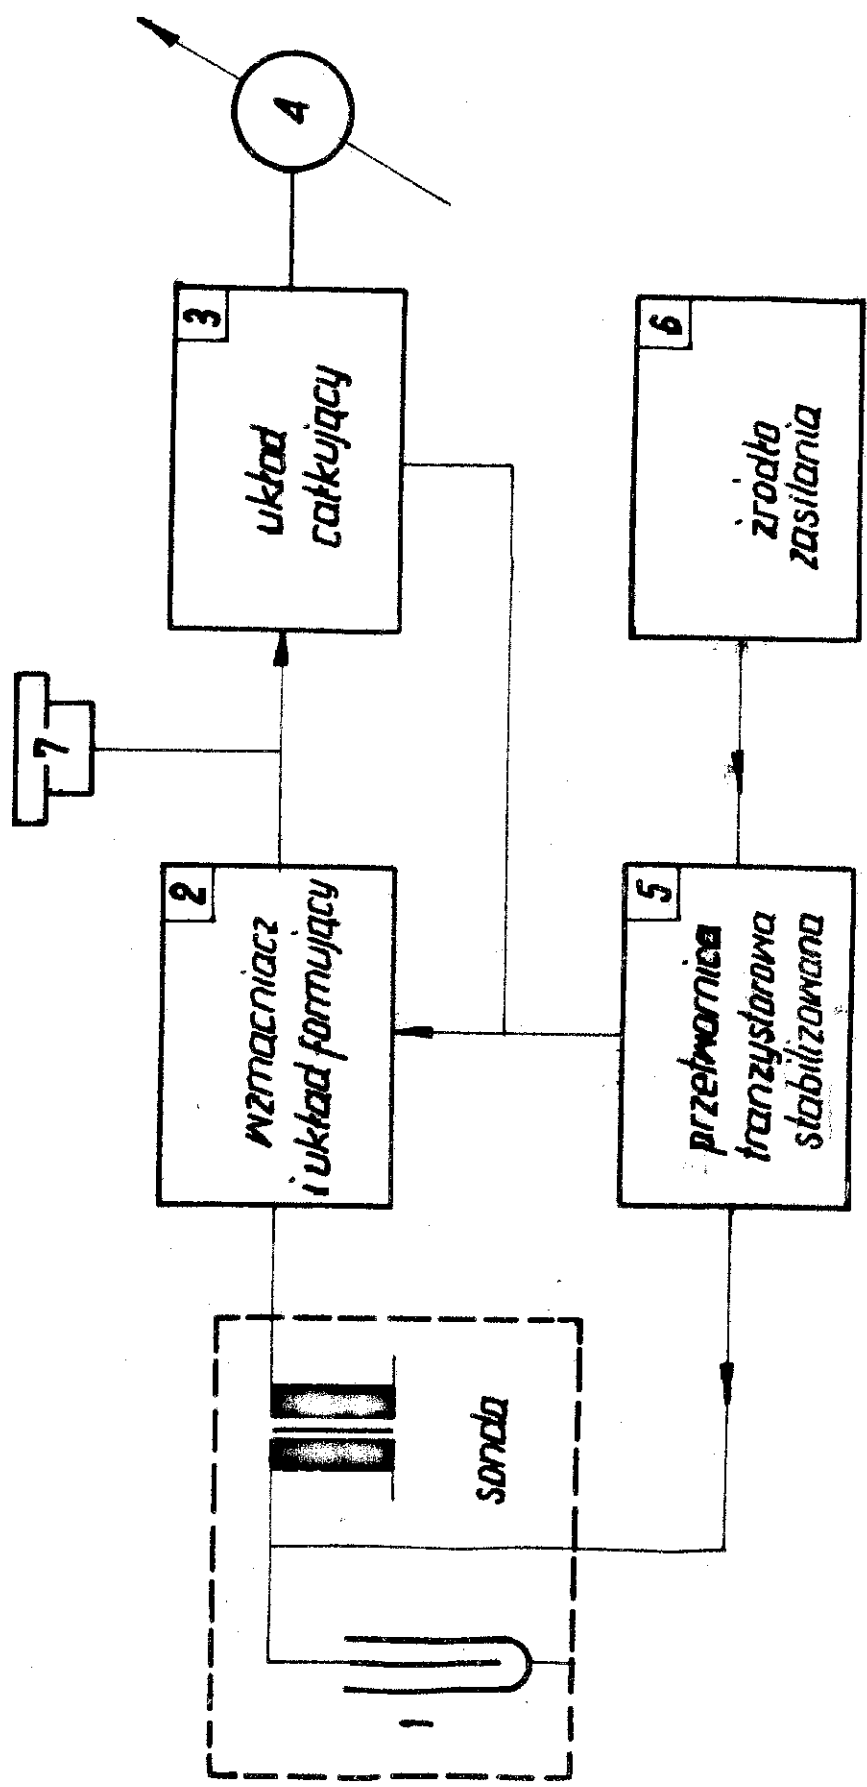 1
sonda
2
wzmacniacz
i układ formujący
7
3
układ
całkujący
4
5
przetwornica
tranzystorowa
stabilizowana
6
źródło
zasilania